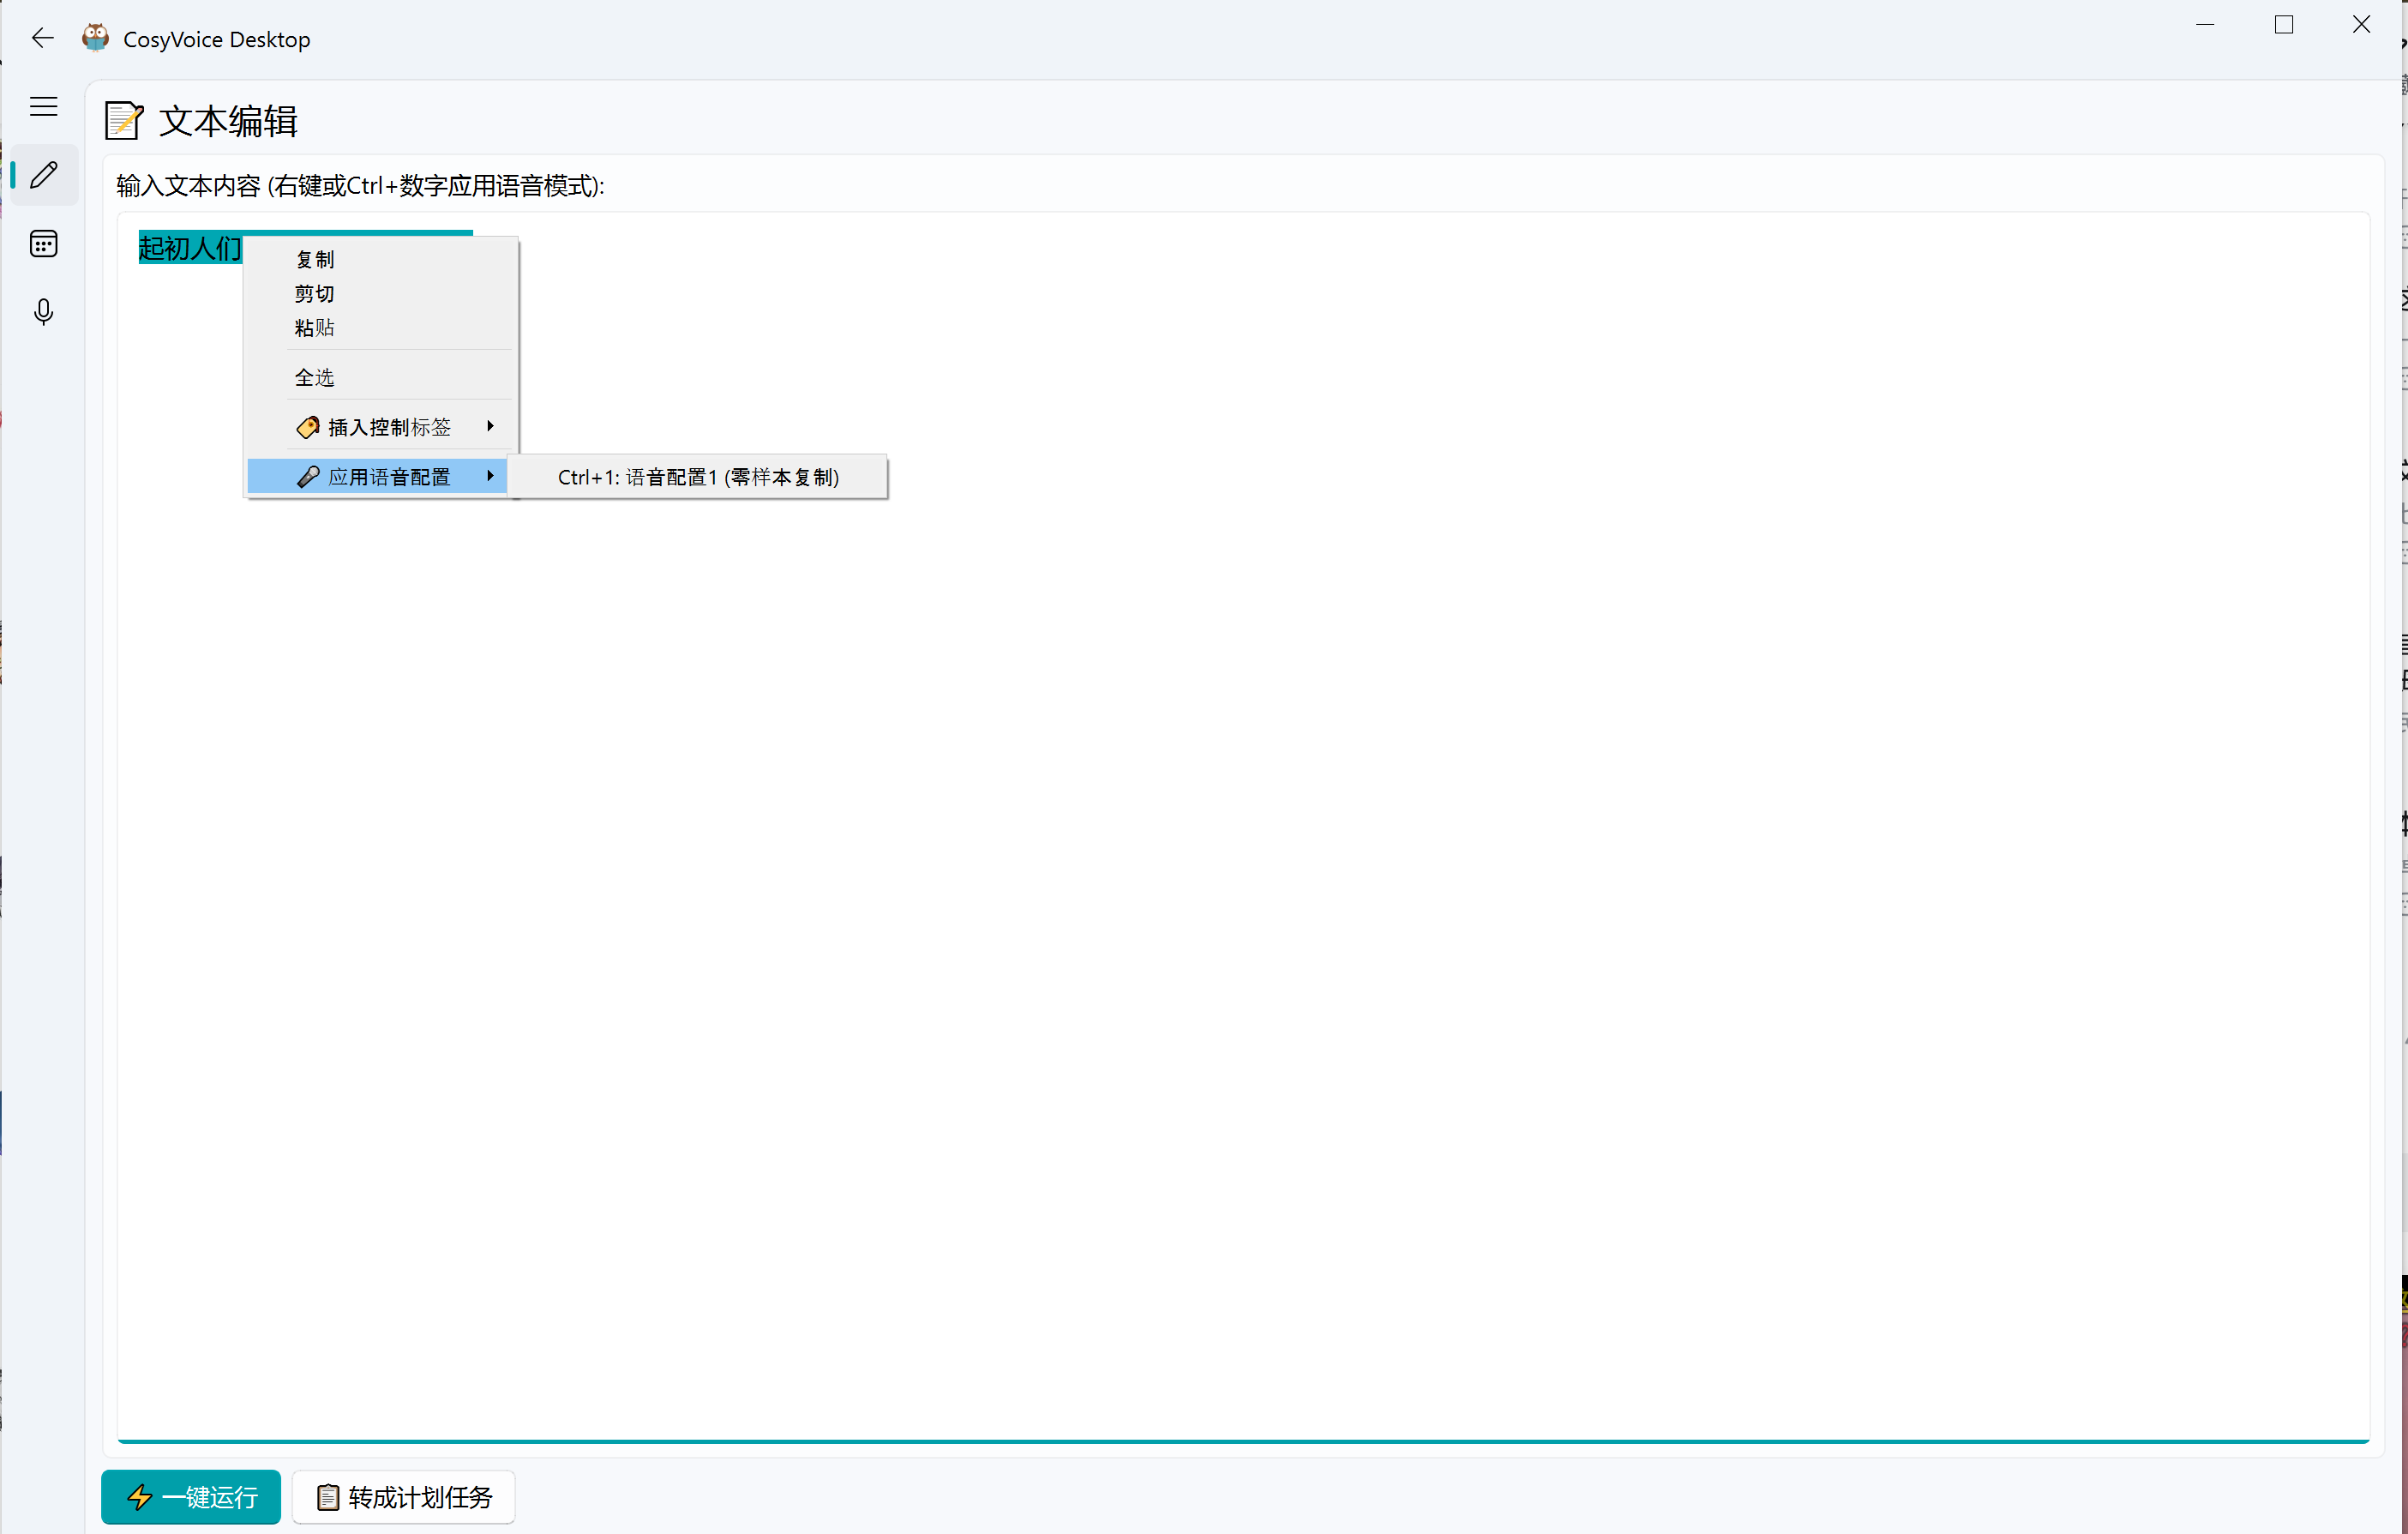 CosyVoice Desktop
文本编辑
输入文本内容 (右键或Ctrl+数字应用语音模式):
起初人们
复制
剪切
粘贴
全选
插入控制标签
应用语音配置
Ctrl+1: 语音配置1 (零样本复制)
一键运行
转成计划任务